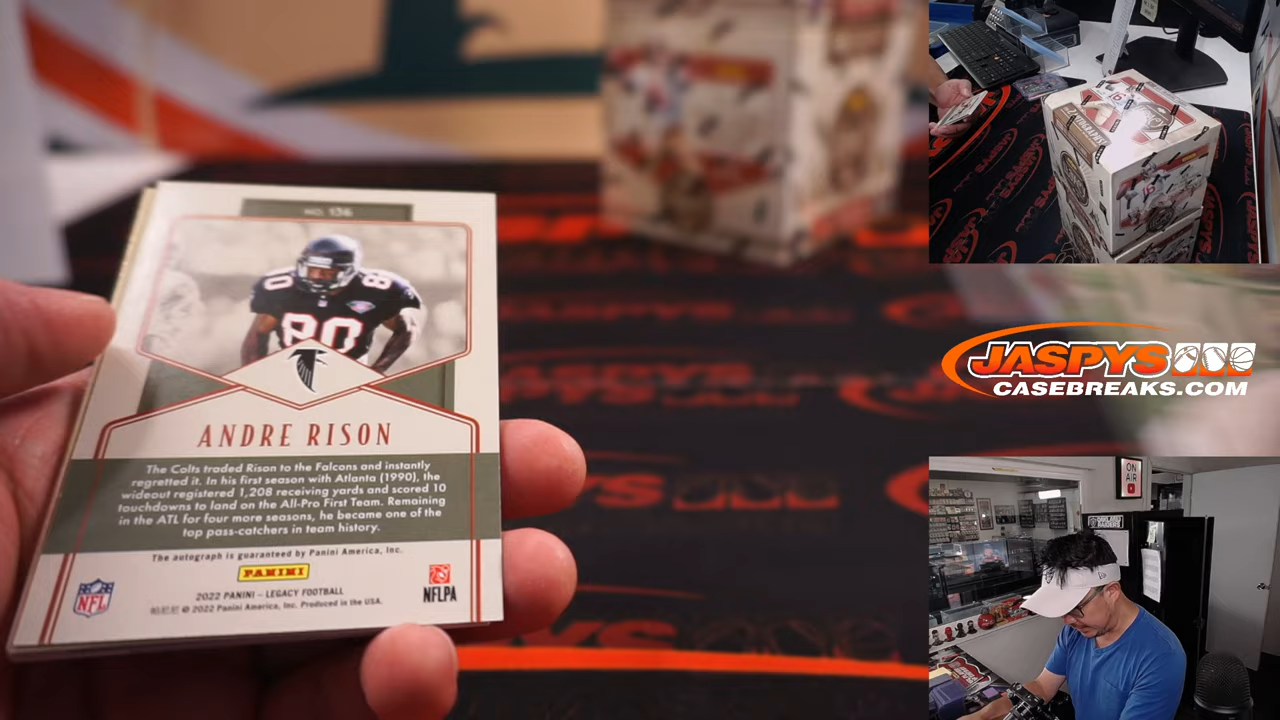 NO. 136
80
80
ANDRE RISON
The Colts traded Rison to the Falcons and instantly
regretted it. In his first season with Atlanta (1990), the
wideout registered 1,208 receiving yards and scored 10
touchdowns to land on the All-Pro First Team. Remaining
in the ATL for four more seasons, he became one of the
top pass-catchers in team history.
The autograph is guaranteed by Panini America, Inc.
PANINI
2022 PANINI – LEGACY FOOTBALL
© 2022 Panini America, Inc. Produced in the USA.
NFL
NFLPA
JASPYS
CASEBREAKS.COM
ON
AIR